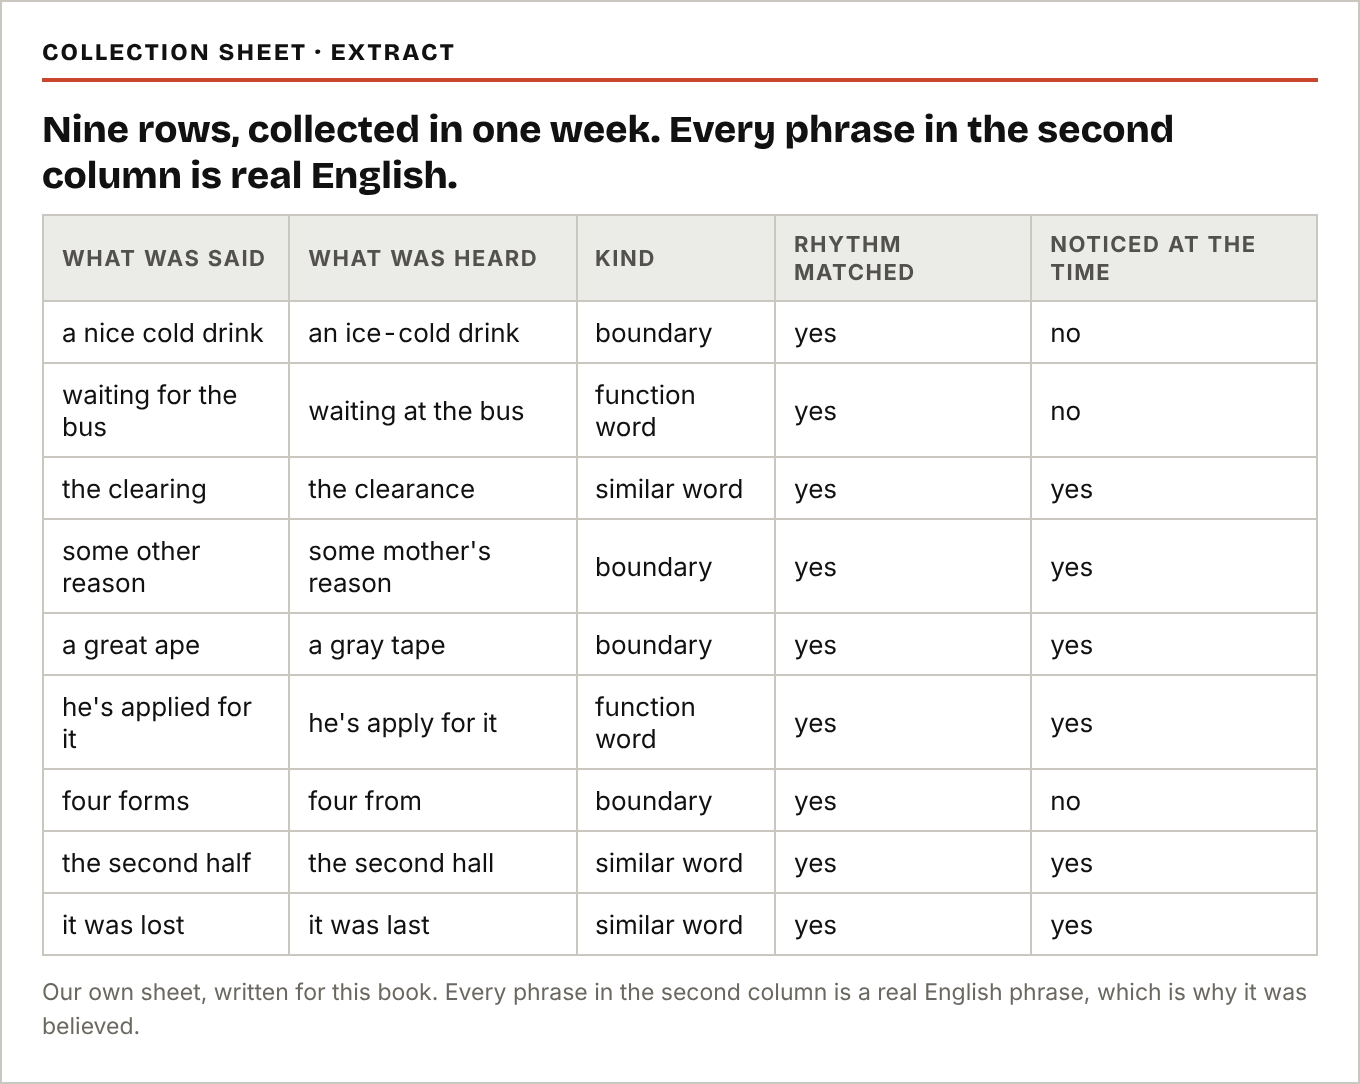 COLLECTION SHEET · EXTRACT
Nine rows, collected in one week. Every phrase in the second
column is real English.
WHAT WAS SAID WHAT WAS HEARD KIND RHYTHM MATCHED NOTICED AT THE TIME
a nice cold drink an ice-cold drink boundary yes no
waiting for the bus waiting at the bus function word yes no
the clearing the clearance similar word yes yes
some other reason some mother's reason boundary yes yes
a great ape a gray tape boundary yes yes
he's applied for it he's apply for it function word yes yes
four forms four from boundary yes no
the second half the second hall similar word yes yes
it was lost it was last similar word yes yes
Our own sheet, written for this book. Every phrase in the second column is a real English phrase, which is why it was
believed.